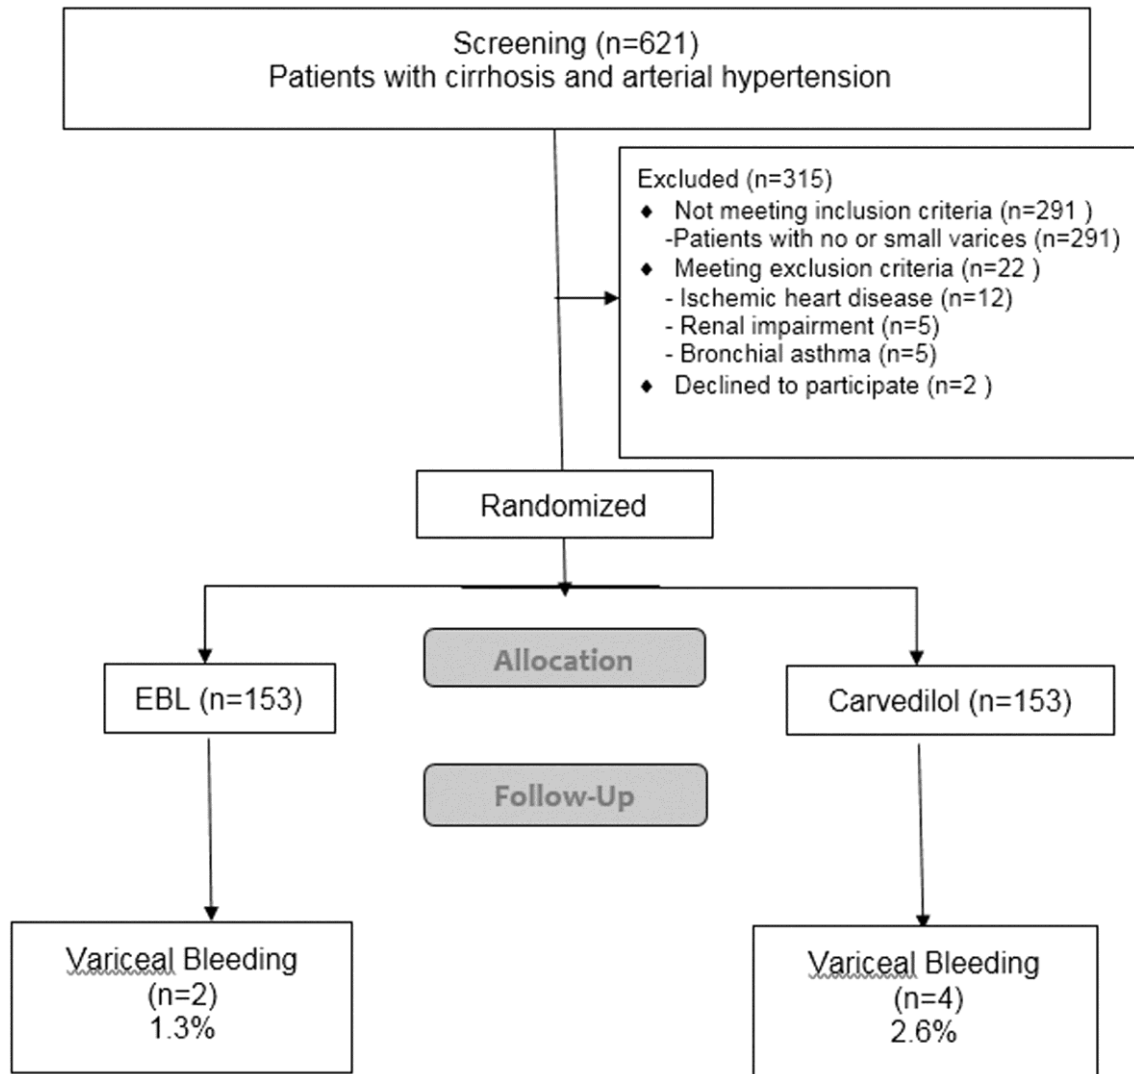 Screening (n=621)
Patients with cirrhosis and arterial hypertension
Excluded (n=315)
♦ Not meeting inclusion criteria (n=291 )
-Patients with no or small varices (n=291)
♦ Meeting exclusion criteria (n=22 )
- Ischemic heart disease (n=12)
- Renal impairment (n=5)
- Bronchial asthma (n=5)
♦ Declined to participate (n=2 )
Randomized
Allocation
EBL (n=153)
Carvedilol (n=153)
Follow-Up
Variceal Bleeding
(n=2)
1.3%
Variceal Bleeding
(n=4)
2.6%